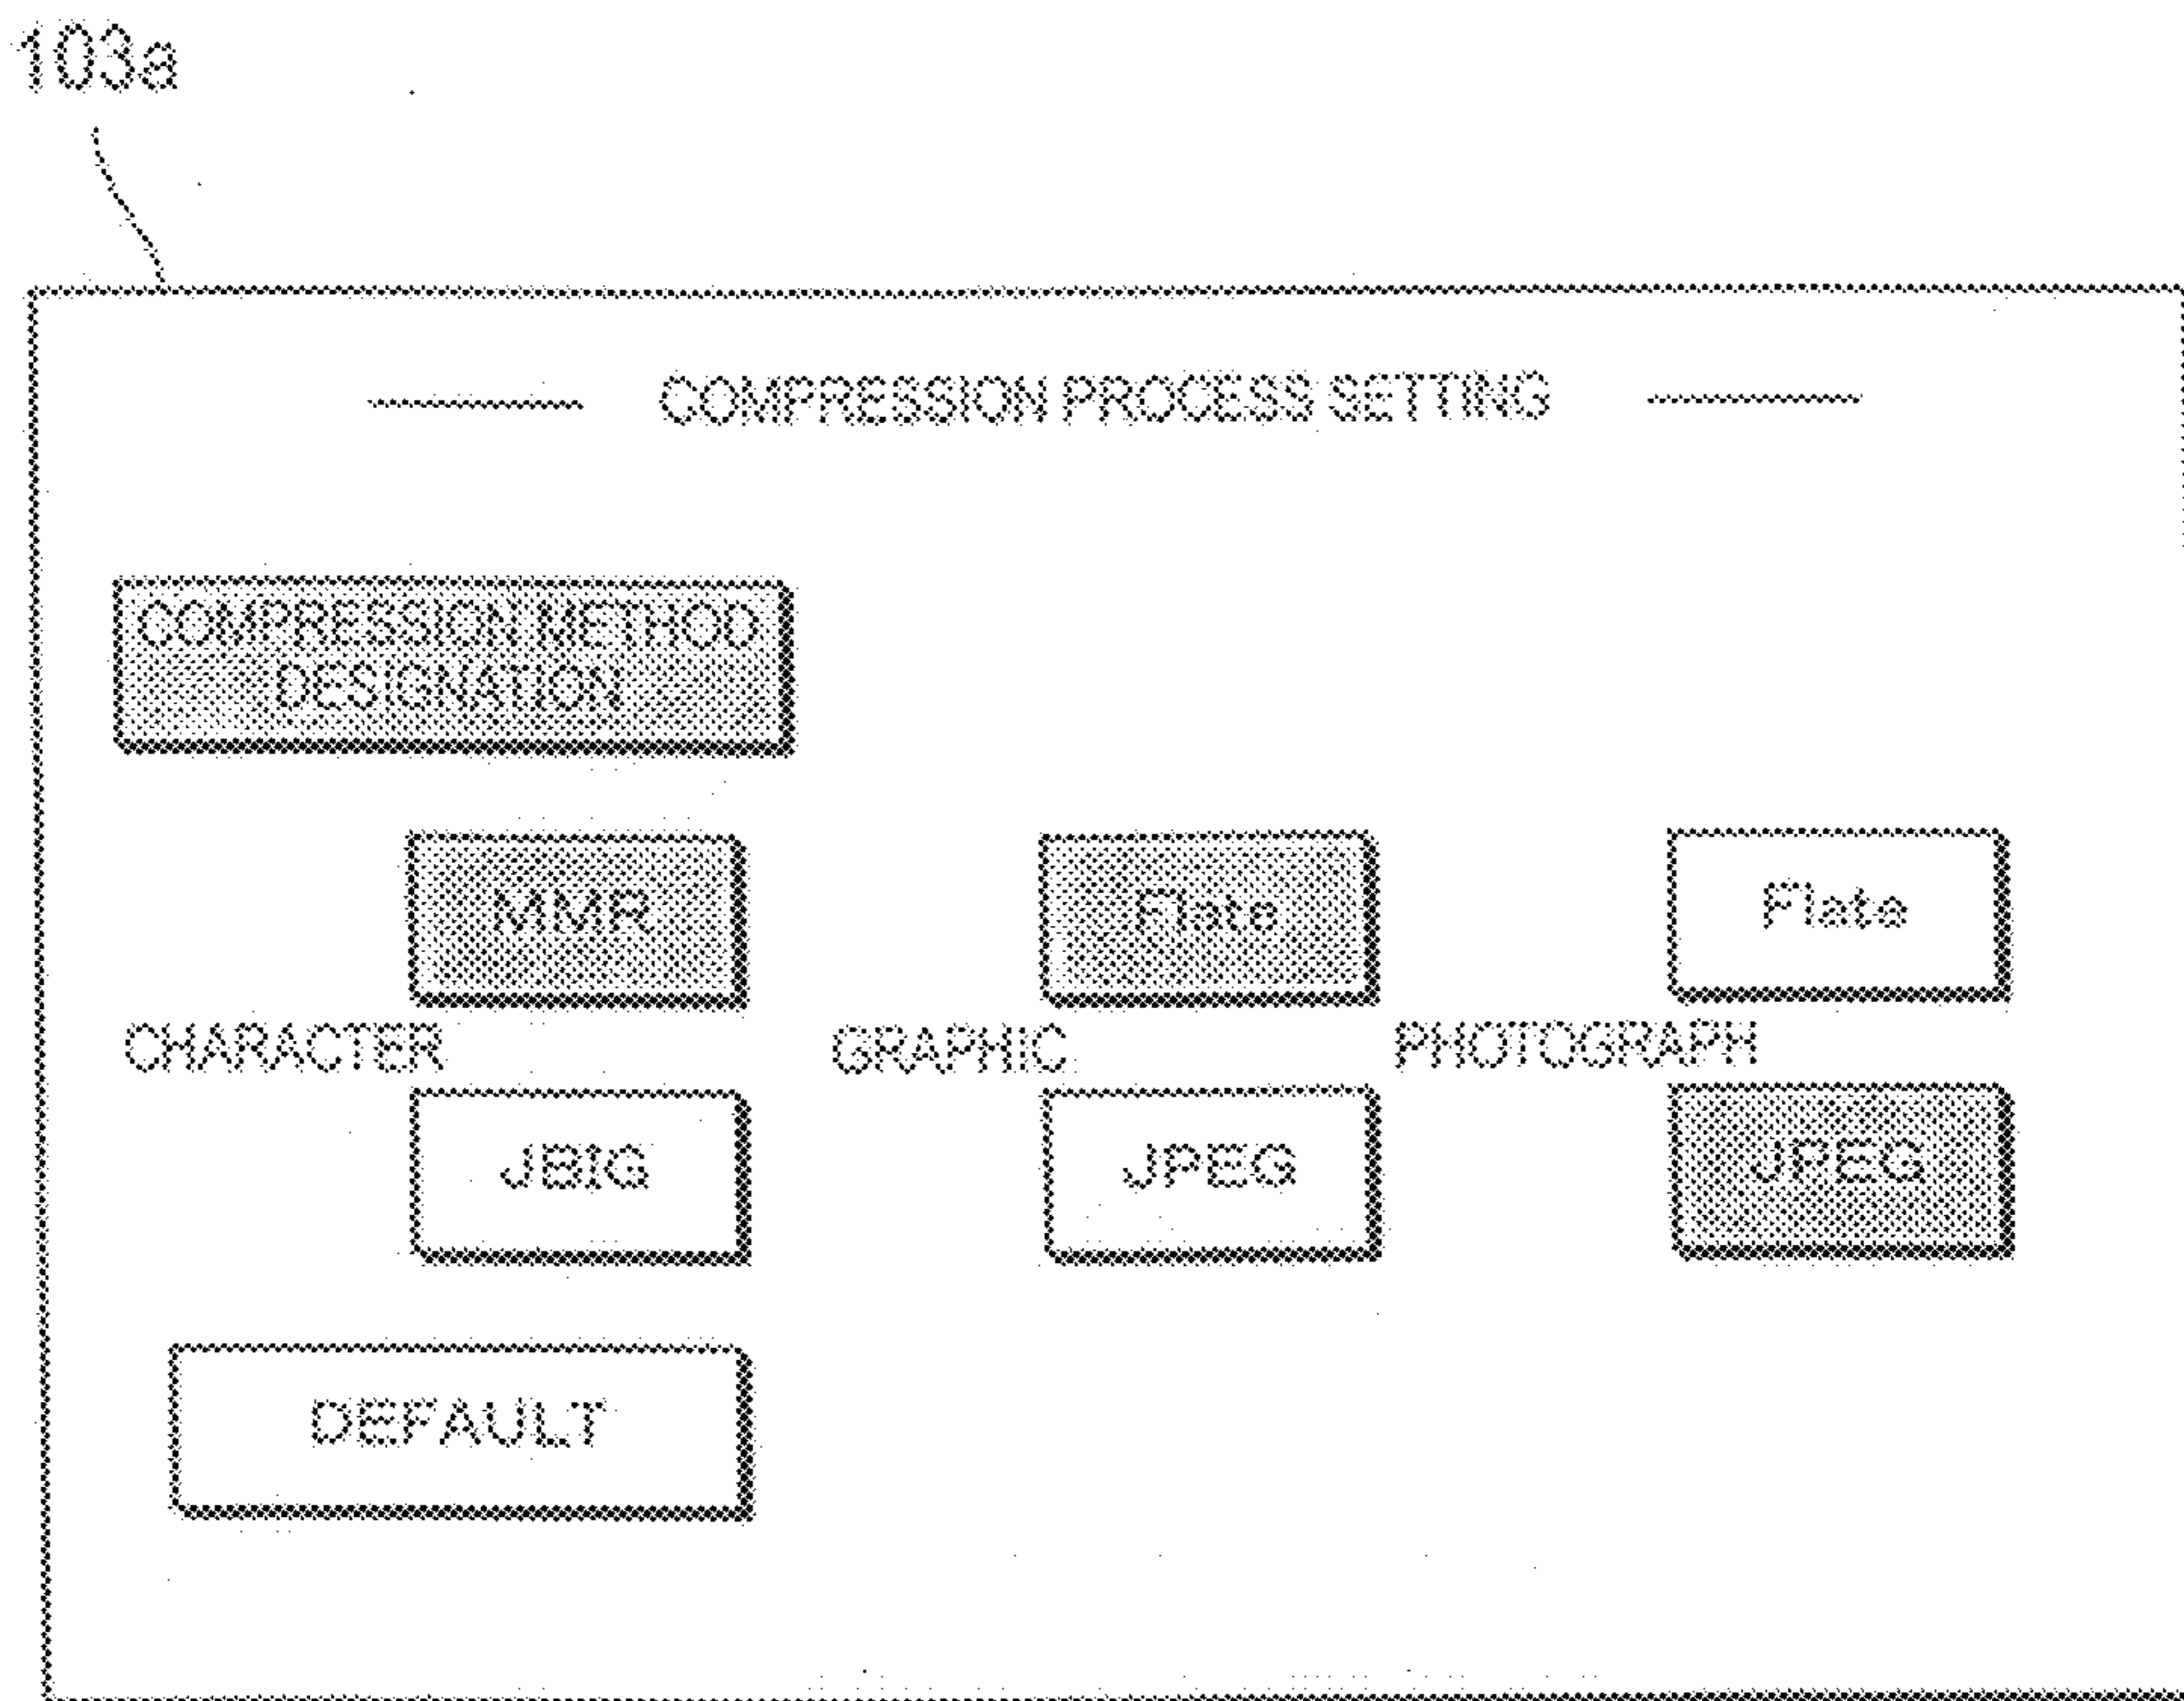 103a
COMPRESSION PROCESS SETTING
COMPRESSION METHOD
DESIGNATION
MMR
Flate
Flate
CHARACTER
GRAPHIC
PHOTOGRAPH
JBIG
JPEG
JPEG
DEFAULT